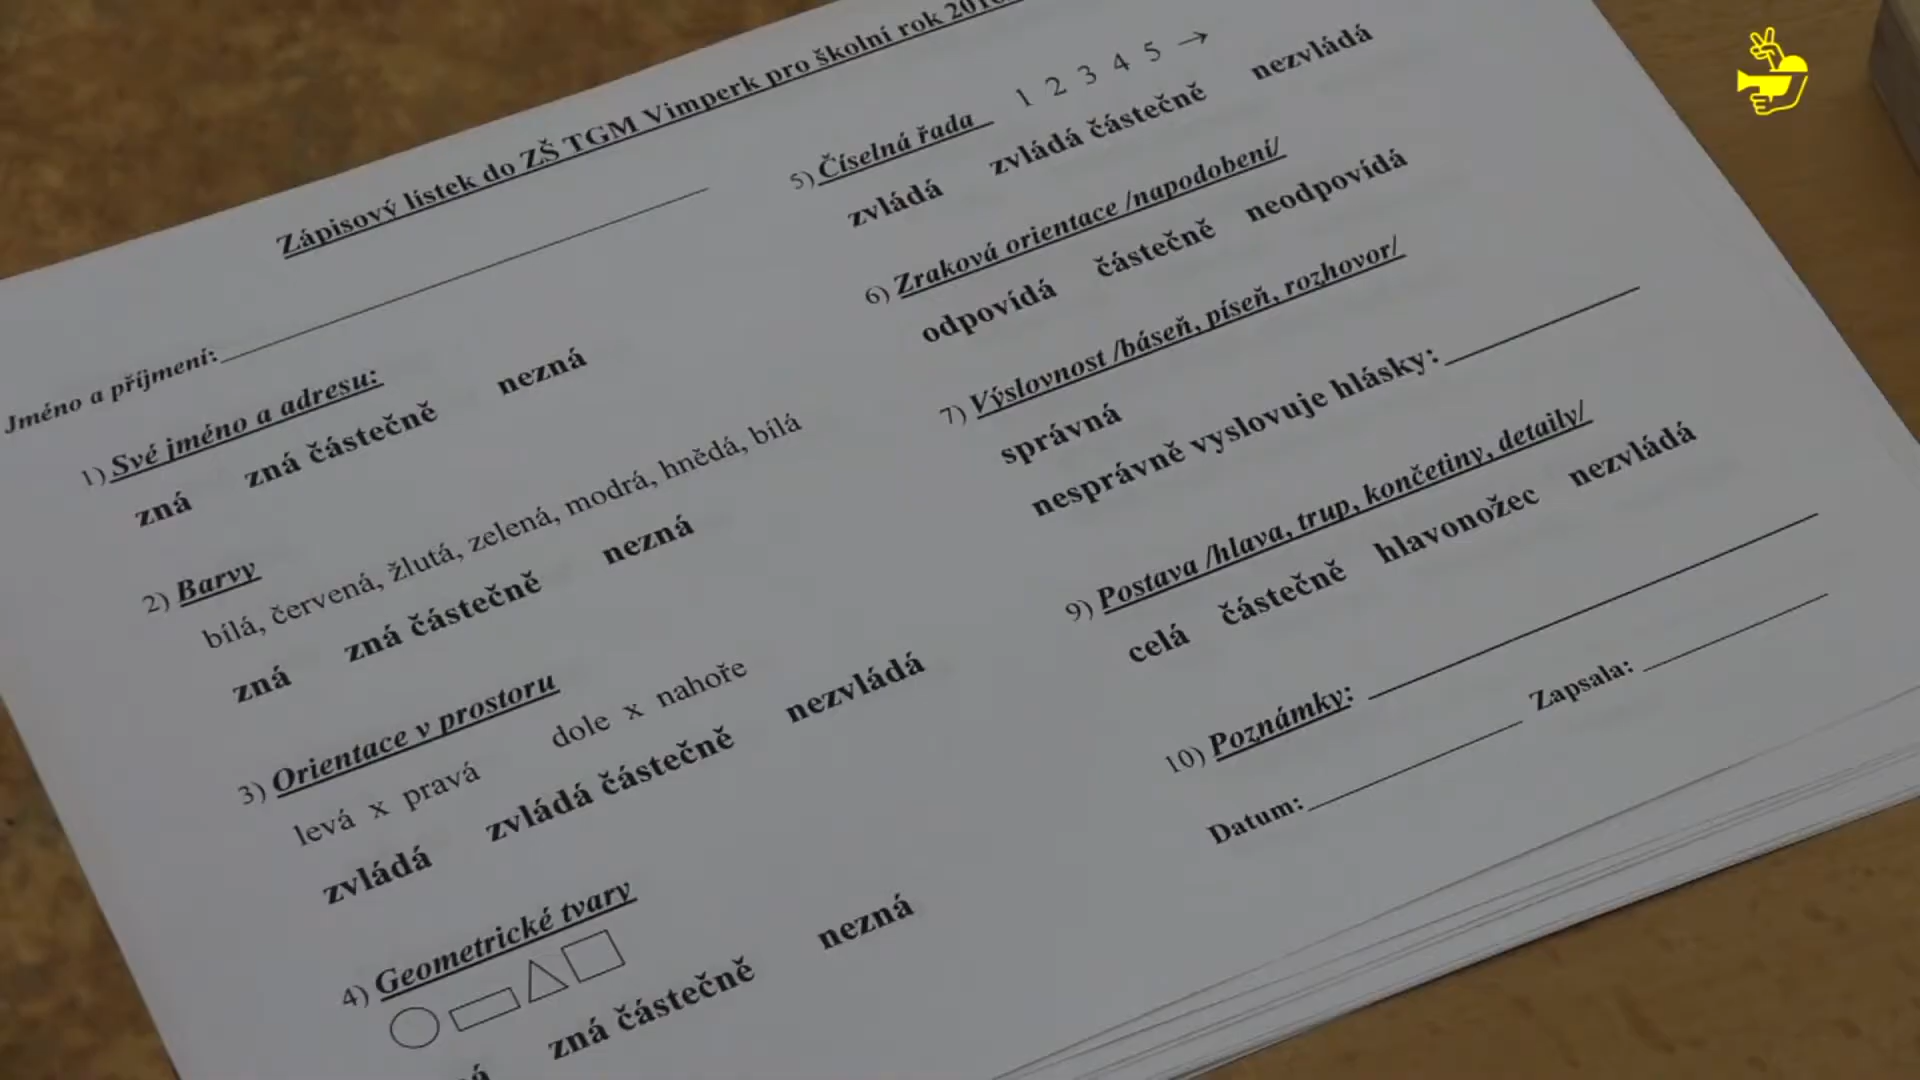 Zápisový lístek do ZŠ TGM Vimperk pro školní rok
Jméno a příjmení:
1) Své jméno a adresu:
zná zná částečně nezná
2) Barvy
bílá, červená, žlutá, zelená, modrá, hnědá, bílá
zná zná částečně nezná
3) Orientace v prostoru
levá x pravá dole x nahoře
zvládá zvládá částečně nezvládá
4) Geometrické tvary
zná částečně nezná
5) Číselná řada 1 2 3 4 5 →
zvládá zvládá částečně nezvládá
6) Zraková orientace /napodobení/
odpovídá částečně neodpovídá
7) Výslovnost /báseň, píseň, rozhovor/
správná
nesprávně vyslovuje hlásky:
9) Postava /hlava, trup, končetiny, detaily/
celá částečně hlavonožec nezvládá
10) Poznámky:
Datum: Zapsala: